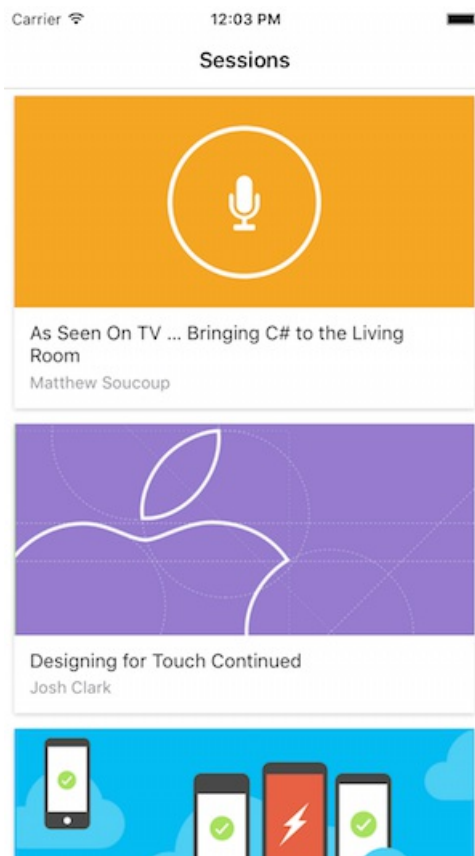 Carrier 12:03 PM
Sessions
As Seen On TV ... Bringing C# to the Living
Room
Matthew Soucoup
Designing for Touch Continued
Josh Clark